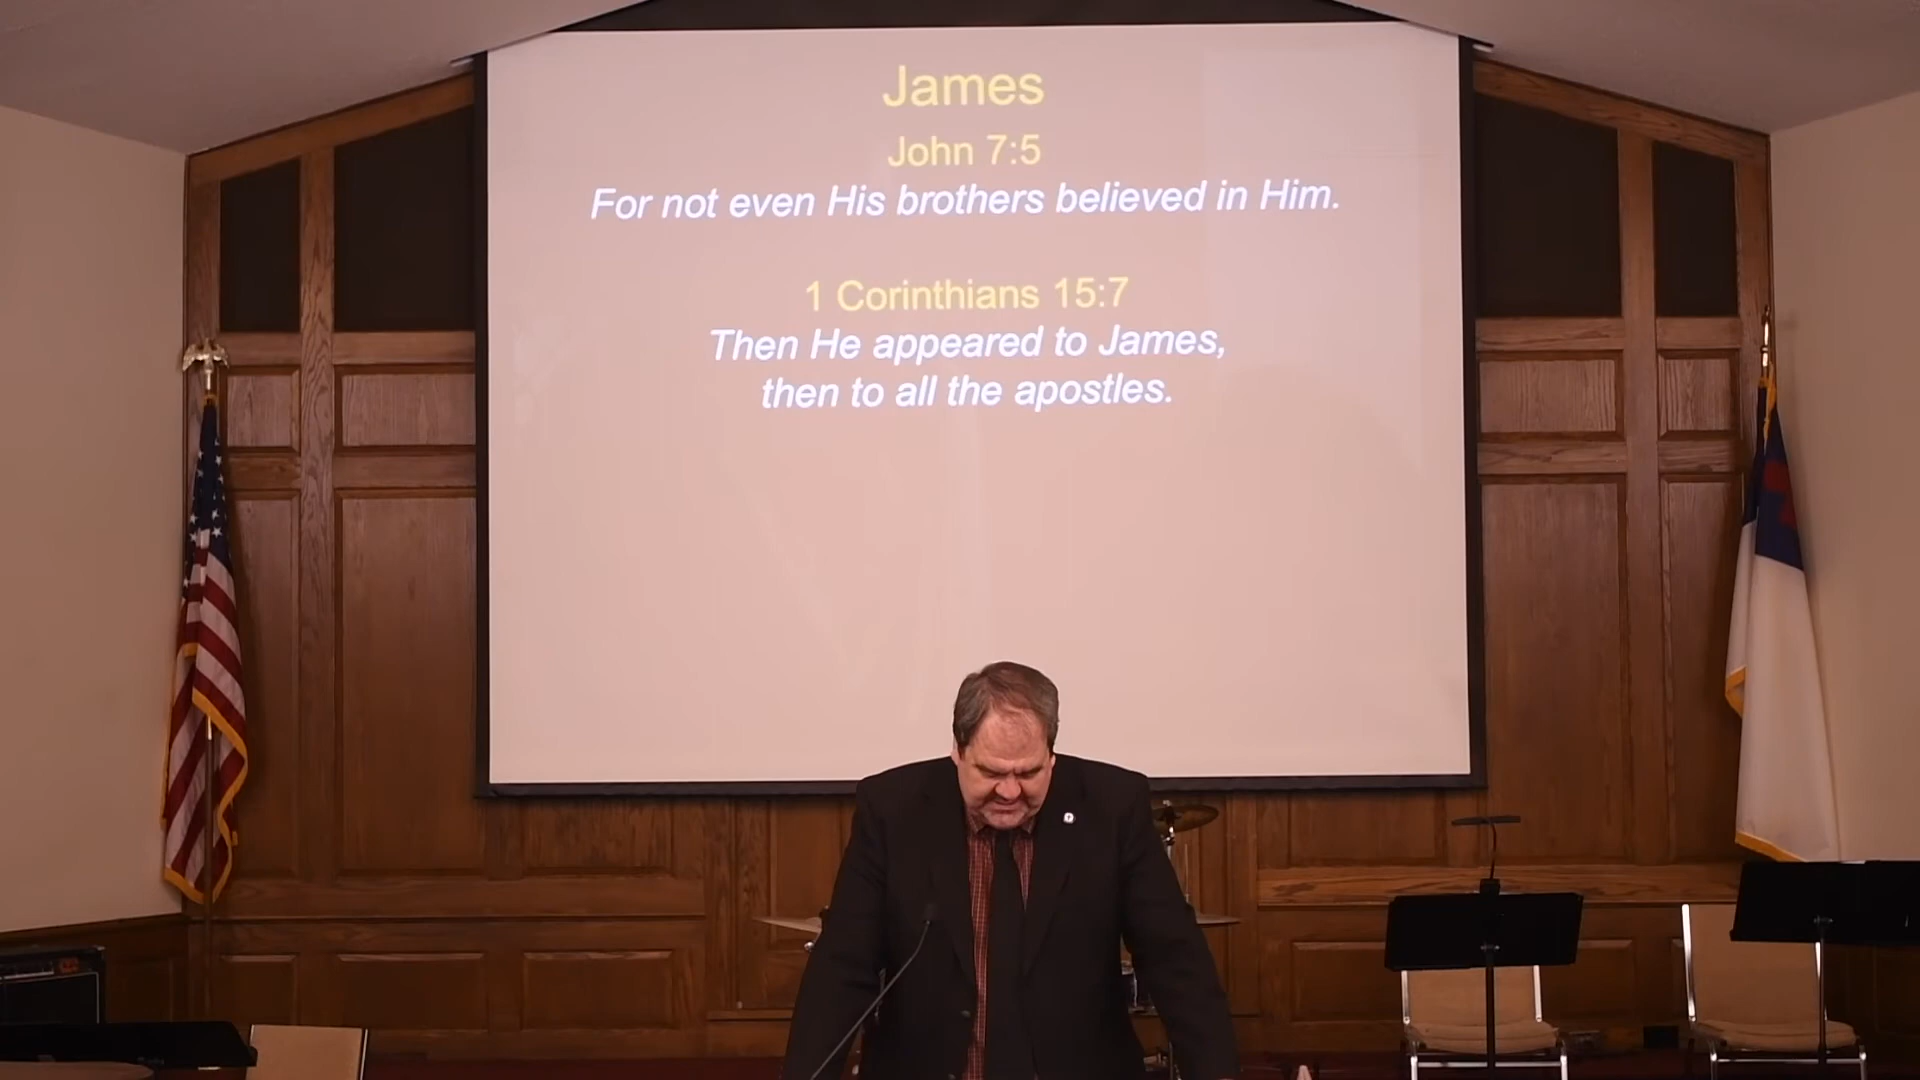 James
John 7:5
For not even His brothers believed in Him.
1 Corinthians 15:7
Then He appeared to James,
then to all the apostles.